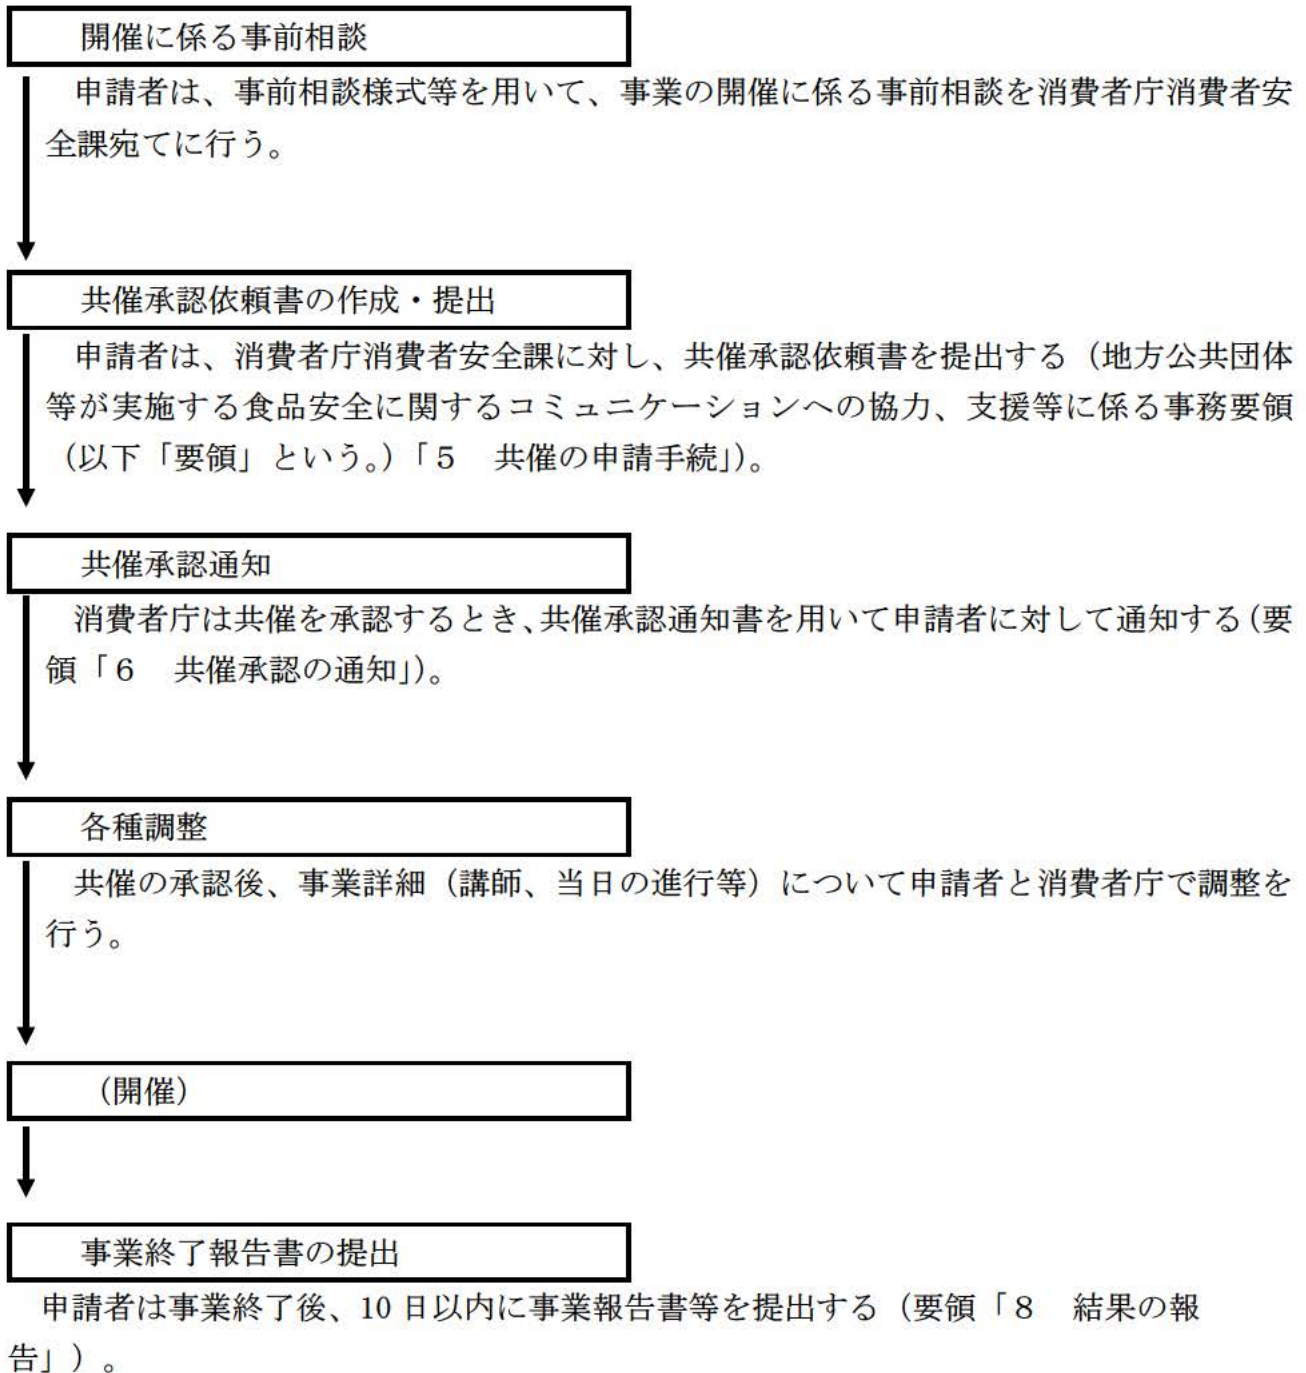 開催に係る事前相談
申請者は、事前相談様式等を用いて、事業の開催に係る事前相談を消費者庁消費者安
全課宛てに行う。
共催承認依頼書の作成・提出
申請者は、消費者庁消費者安全課に対し、共催承認依頼書を提出する（地方公共団体
等が実施する食品安全に関するコミュニケーションへの協力、支援等に係る事務要領
（以下「要領」という。）「５　共催の申請手続」）。
共催承認通知
消費者庁は共催を承認するとき、共催承認通知書を用いて申請者に対して通知する（要
領「６　共催承認の通知」）。
各種調整
共催の承認後、事業詳細（講師、当日の進行等）について申請者と消費者庁で調整を
行う。
（開催）
事業終了報告書の提出
申請者は事業終了後、10 日以内に事業報告書等を提出する（要領「８　結果の報
告」）。